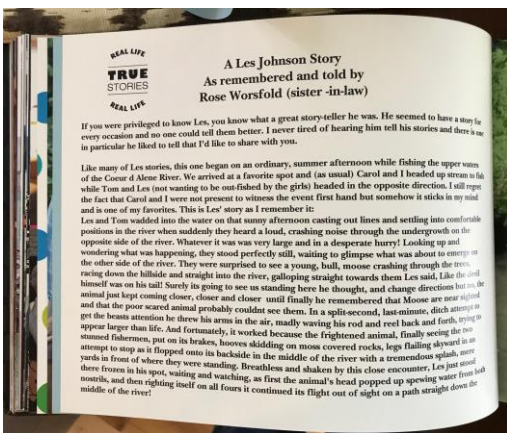 REAL LIFE
TRUE
STORIES
REAL LIFE
A Les Johnson Story
As remembered and told by
Rose Worsfold (sister -in-law)
If you were privileged to know Les, you know what a great story-teller he was. He seemed to have a story for
every occasion and no one could tell them better. I never tired of hearing him tell his stories and there is one
in particular he liked to tell that I'd like to share with you.
Like many of Les stories, this one began on an ordinary, summer afternoon while fishing the upper waters
of the Coeur d Alene River. We arrived at a favorite spot and (as usual) Carol and I headed up stream to fish
while Tom and Les (not wanting to be out-fished by the girls) headed in the opposite direction. I still regret
the fact that Carol and I were not present to witness the event first hand but somehow it sticks in my mind
and is one of my favorites. This is Les' story as I remember it:
Les and Tom wadded into the water on that sunny afternoon casting out lines and settling into comfortable
positions in the river when suddenly they heard a loud, crashing noise through the undergrowth on the
opposite side of the river. Whatever it was was very large and in a desperate hurry! Looking up and
wondering what was happening, they stood perfectly still, waiting to glimpse what was about to emerge on
the other side of the river. They were surprised to see a young, bull, moose crashing through the trees,
racing down the hillside and straight into the river, galloping straight towards them Les said, Like the devil
himself was on his tail! Surely its going to see us standing here he thought, and change directions but no, the
animal just kept coming closer, closer and closer until finally he remembered that Moose are near sighted
and that the poor scared animal probably couldnt see them. In a split-second, last-minute, ditch attempt to
get the beasts attention he threw his arms in the air, madly waving his rod and reel back and forth, trying to
appear larger than life. And fortunately, it worked because the frightened animal, finally seeing the two
stunned fishermen, put on its brakes, hooves skidding on moss covered rocks, legs flailing skyward in an
attempt to stop as it flopped onto its backside in the middle of the river with a tremendous splash, mere
yards in front of where they were standing. Breathless and shaken by this close encounter, Les just stood
there frozen in his spot, waiting and watching, as first the animal's head popped up spewing water from both
nostrils, and then righting itself on all fours it continued its flight out of sight on a path straight down the
middle of the river!